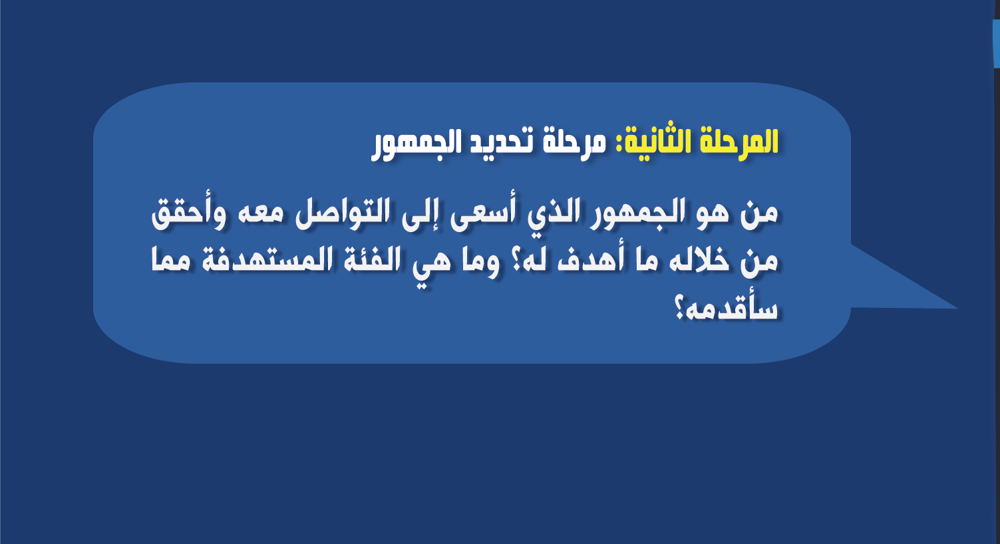 المرحلة الثانية: مرحلة تحديد الجمهور
من هو الجمهور الذي أسعى إلى التواصل معه وأحقق
من خلاله ما أهدف له؟ وما هي الفئة المستهدفة مما
سأقدمه؟